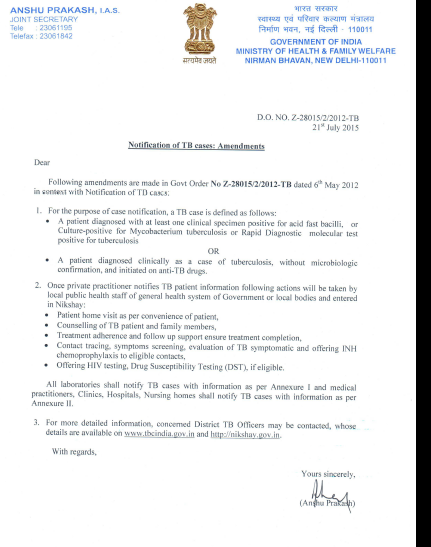 ANSHU PRAKASH, I.A.S.
JOINT SECRETARY
Tele : 23061195
Telefax : 23061842
सत्यमेव जयते
भारत सरकार
स्वास्थ्य एवं परिवार कल्याण मंत्रालय
निर्माण भवन, नई दिल्ली - 110011
GOVERNMENT OF INDIA
MINISTRY OF HEALTH & FAMILY WELFARE
NIRMAN BHAVAN, NEW DELHI-110011
D.O. NO. Z-28015/2/2012-TB
21st July 2015
Notification of TB cases: Amendments
Dear
Following amendments are made in Govt Order No Z-28015/2/2012-TB dated 6th May 2012
in context with Notification of TB cases:
1. For the purpose of case notification, a TB case is defined as follows:
• A patient diagnosed with at least one clinical specimen positive for acid fast bacilli, or
Culture-positive for Mycobacterium tuberculosis or Rapid Diagnostic molecular test
positive for tuberculosis
OR
• A patient diagnosed clinically as a case of tuberculosis, without microbiologic
confirmation, and initiated on anti-TB drugs.
2. Once private practitioner notifies TB patient information following actions will be taken by
local public health staff of general health system of Government or local bodies and entered
in Nikshay:
• Patient home visit as per convenience of patient,
• Counselling of TB patient and family members,
• Treatment adherence and follow up support ensure treatment completion,
• Contact tracing, symptoms screening, evaluation of TB symptomatic and offering INH
chemoprophylaxis to eligible contacts,
• Offering HIV testing, Drug Susceptibility Testing (DST), if eligible.
All laboratories shall notify TB cases with information as per Annexure I and medical
practitioners, Clinics, Hospitals, Nursing homes shall notify TB cases with information as per
Annexure II.
3. For more detailed information, concerned District TB Officers may be contacted, whose
details are available on www.tbcindia.gov.in and http://nikshay.gov.in.
With regards,
Yours sincerely,
(Anshu Prakash)